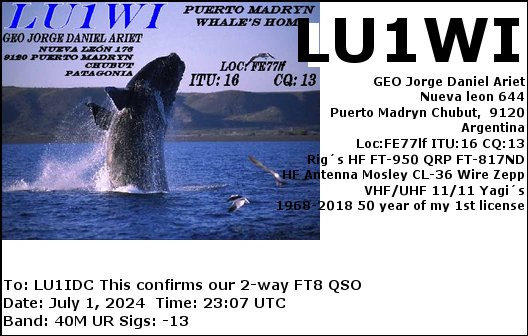 LU1WI
PUERTO MADRYN
WHALE'S HOME
GEO JORGE DANIEL ARIET
NUEVA LEÓN 176
9120 PUERTO MADRYN
CHUBUT
PATAGONIA
LOC:FE77lf
ITU: 16 CQ: 13
LU1WI
GEO Jorge Daniel Ariet
Nueva leon 644
Puerto Madryn Chubut, 9120
Argentina
Loc:FE77lf ITU:16 CQ:13
Rig´s HF FT-950 QRP FT-817ND
HF Antenna Mosley CL-36 Wire Zepp
VHF/UHF 11/11 Yagi´s
1968-2018 50 year of my 1st license
To: LU1IDC This confirms our 2-way FT8 QSO
Date: July 1, 2024 Time: 23:07 UTC
Band: 40M UR Sigs: -13